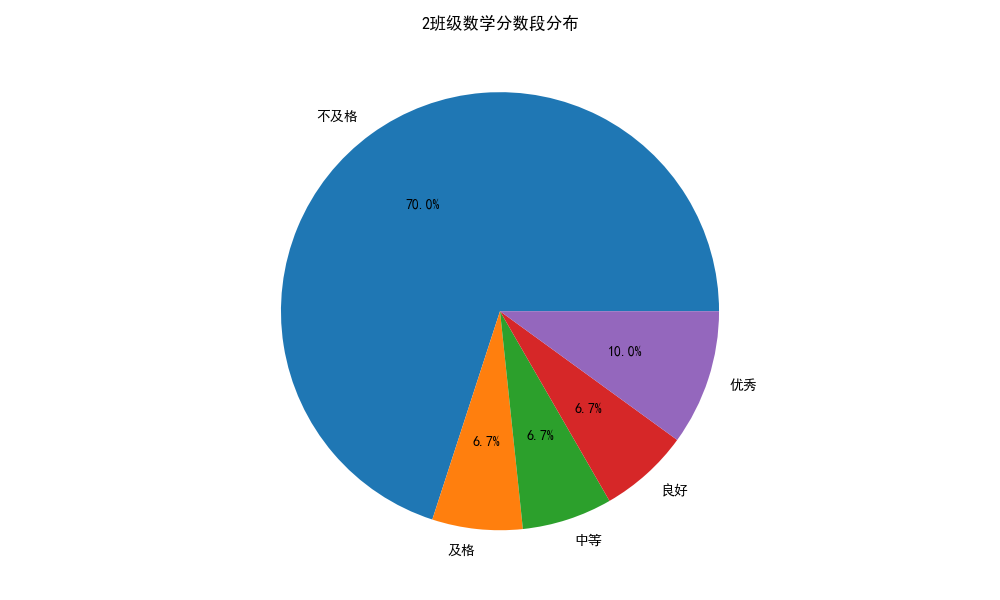 2班级数学分数段分布
不及格
70.0%
10.0%
优秀
6.7%
6.7%
6.7%
良好
中等
及格